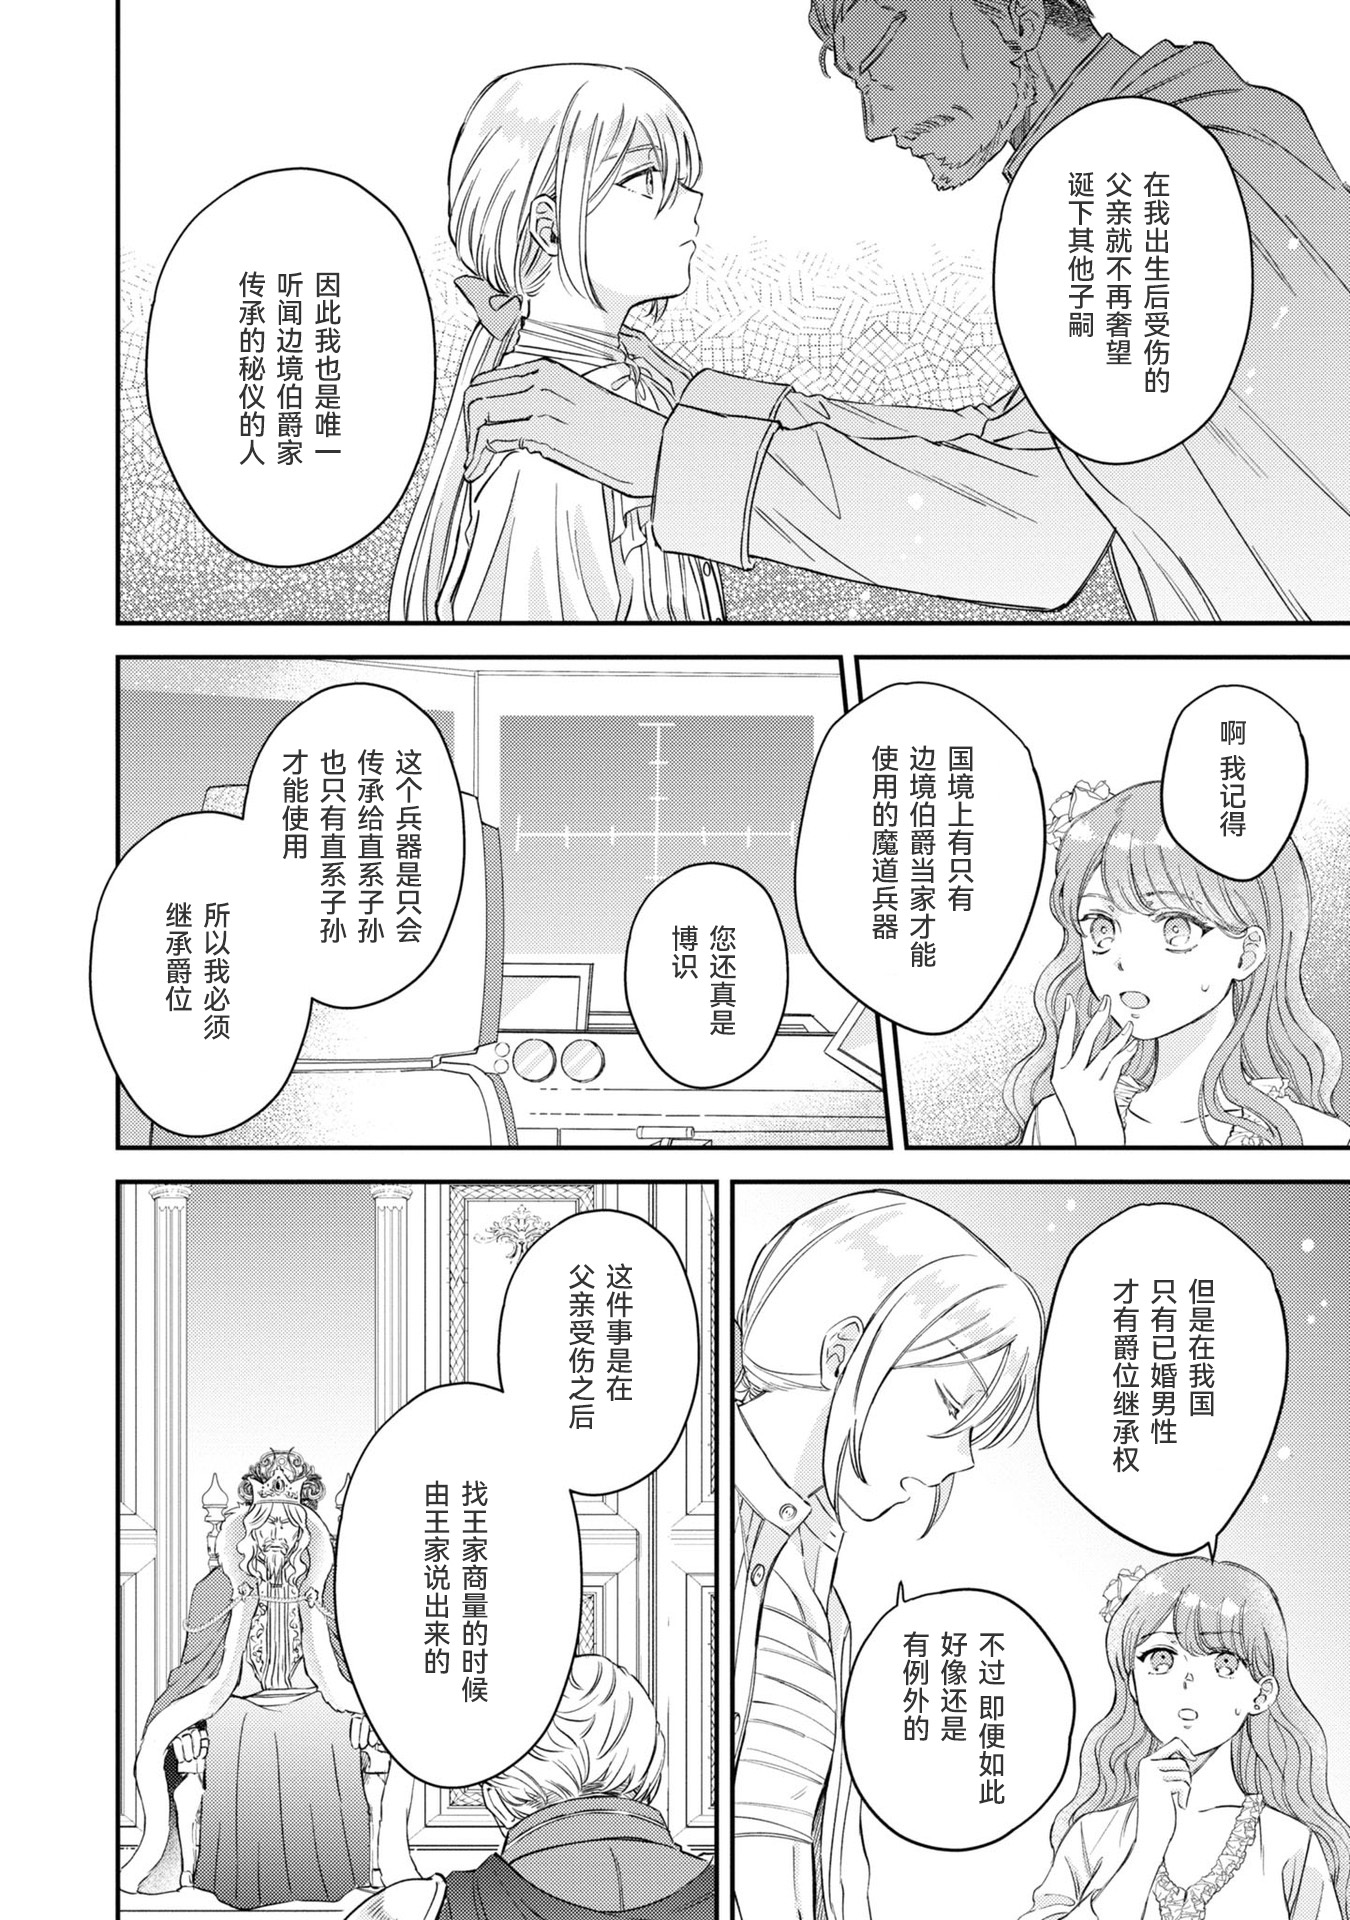 在我出生后受伤的
父亲就不再奢望
诞下其他子嗣
因此我也是唯一
听闻边境伯爵家
传承的秘仪的人
啊 我记得
国境上有只有
边境伯爵当家才能
使用的魔道兵器
您还真是
博识
这个兵器是只会
传承给直系子孙
也只有直系子孙
才能使用
所以我必须
继承爵位
但是在我国
只有已婚男性
才有爵位继承权
不过 即便如此
好像还是
有例外的
这件事是在
父亲受伤之后
找王家商量的时候
由王家说出来的